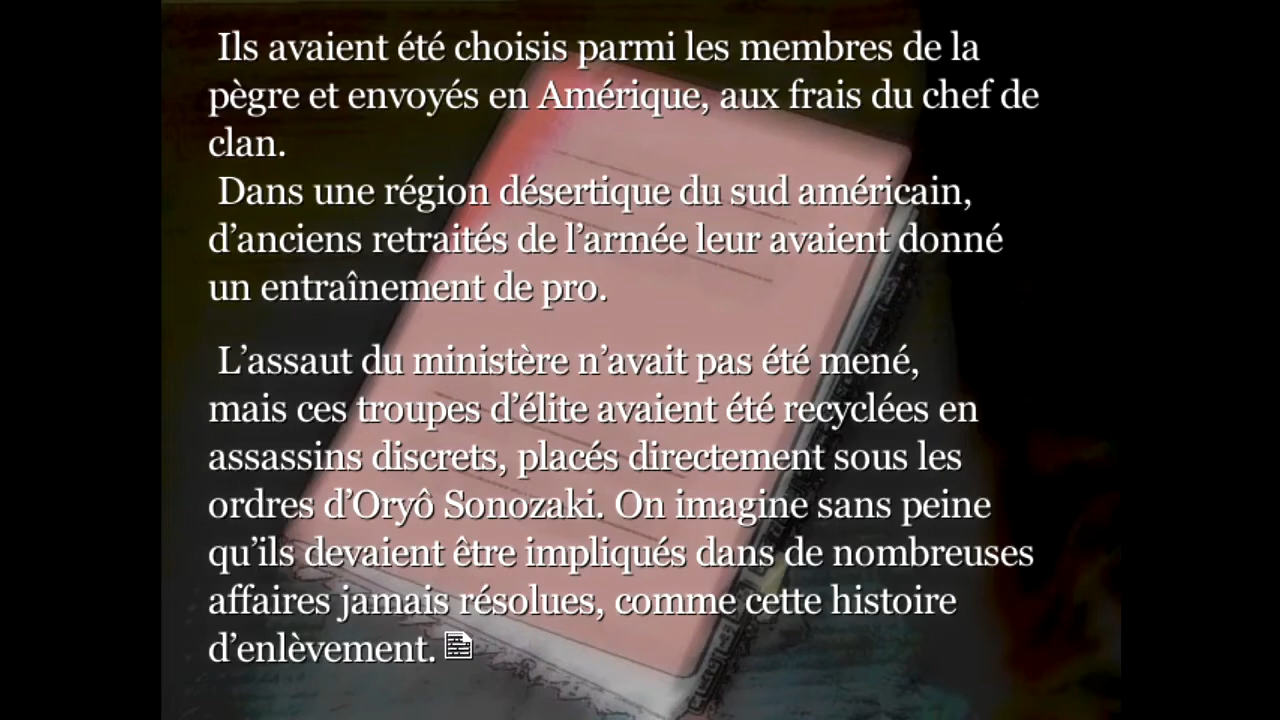 Ils avaient été choisis parmi les membres de la
pègre et envoyés en Amérique, aux frais du chef de
clan.
Dans une région désertique du sud américain,
d’anciens retraités de l’armée leur avaient donné
un entraînement de pro.
L’assaut du ministère n’avait pas été mené,
mais ces troupes d’élite avaient été recyclées en
assassins discrets, placés directement sous les
ordres d’Oryô Sonozaki. On imagine sans peine
qu’ils devaient être impliqués dans de nombreuses
affaires jamais résolues, comme cette histoire
d’enlèvement.